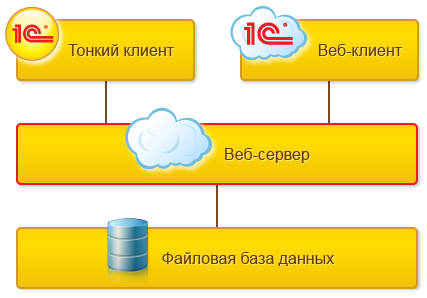 1С
Тонкий клиент
1С
Веб-клиент
Веб-сервер
Файловая база данных